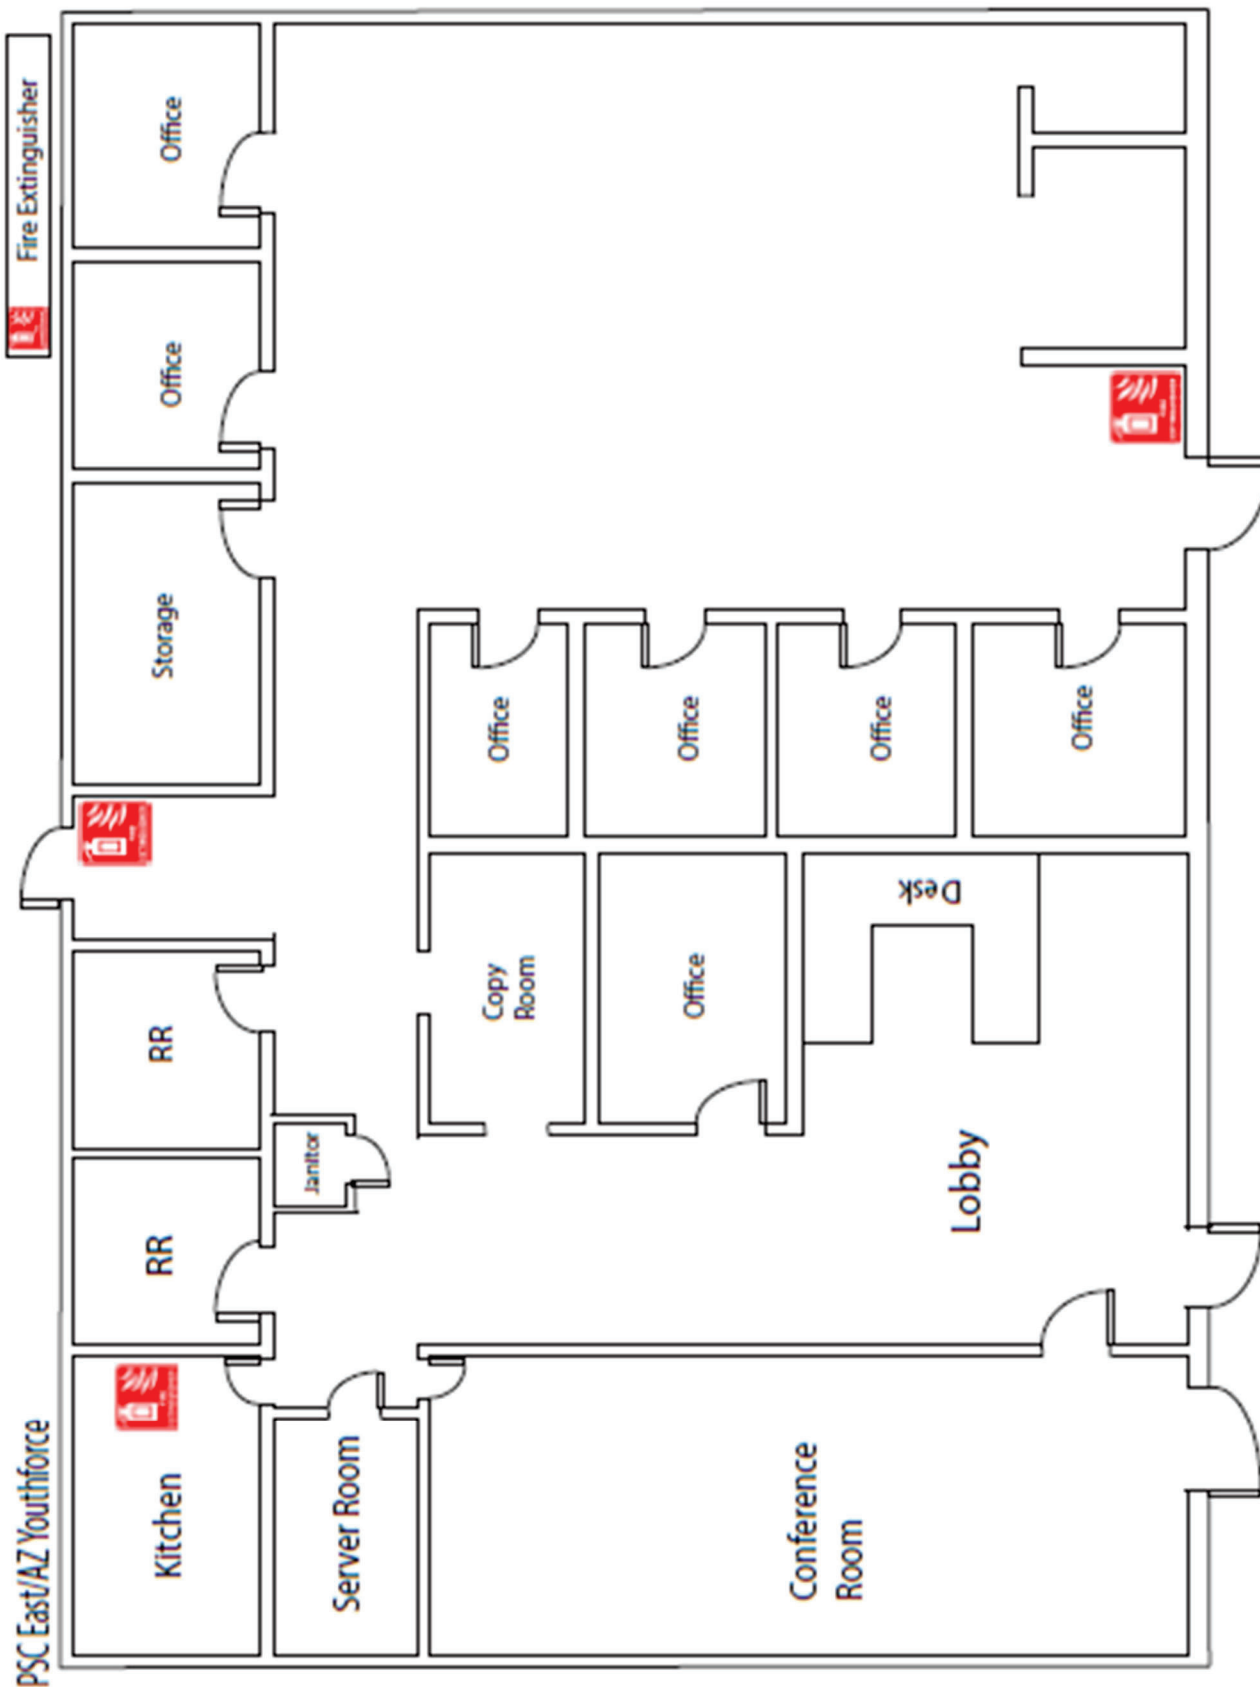 PSC East/AZ Youthforce
Fire Extinguisher
Kitchen
RR
RR
Storage
Office
Office
Server Room
Janitor
Copy
Room
Office
Office
Office
Conference
Room
Lobby
Desk
Office
Office